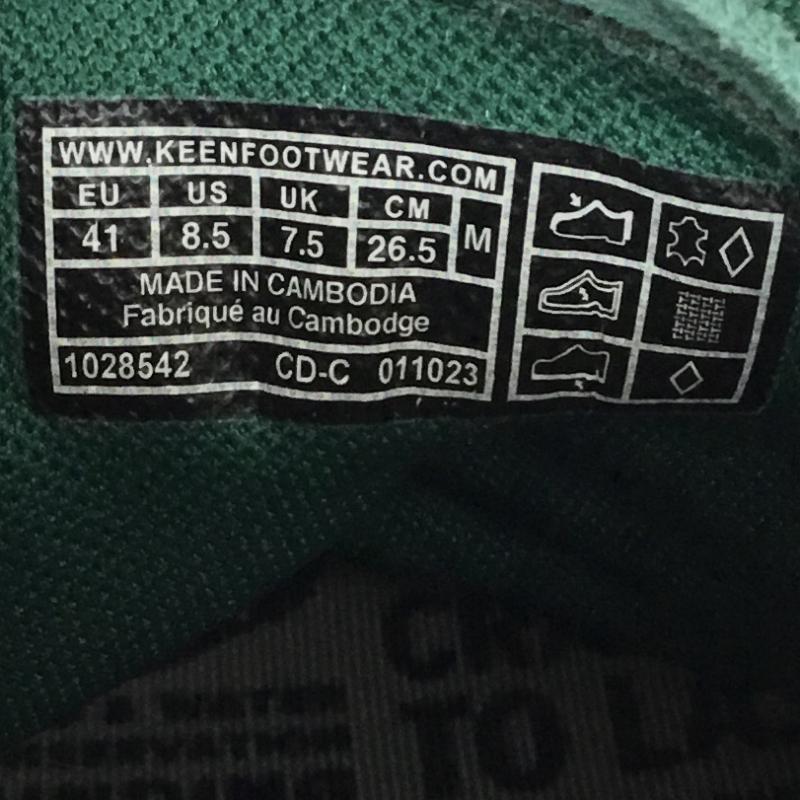 WWW.KEENFOOTWEAR.COM
EU US UK CM
41 8.5 7.5 26.5 M
MADE IN CAMBODIA
Fabriqué au Cambodge
1028542 CD-C 011023
TO